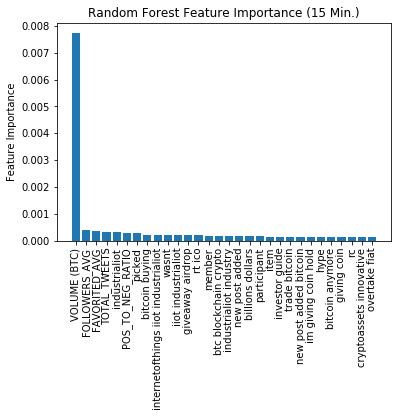 Random Forest Feature Importance (15 Min.)
Feature Importance
0.008
0.007
0.006
0.005
0.004
0.003
0.002
0.001
0.000
VOLUME (BTC)
FOLLOWERS_AVG
FAVORITED_AVG
TOTAL_TWEETS
industrialiot
POS_TO_NEG_RATIO
picked
bitcoin buying
internetofthings iiot industrialiot
wasnt
iiot industrialiot
giveaway airdrop
rt ico
member
btc blockchain crypto
industrialiot industry
new post added
billions dollars
participant
item
investor guide
trade bitcoin
new post added bitcoin
im giving coin hold
hype
bitcoin anymore
giving coin
rc
cryptoassets innovative
overtake fiat